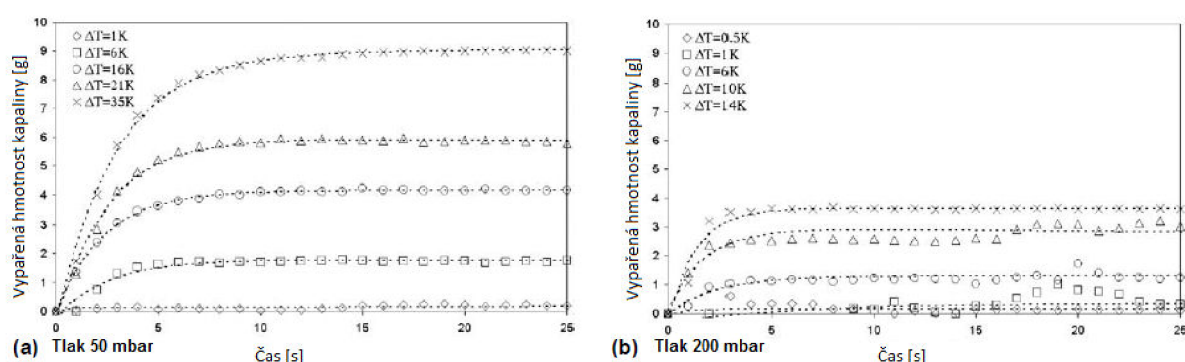 Vypařená hmotnost kapaliny [g]
10
9
8
7
6
5
4
3
2
1
0
◇ ΔT=1K
□ ΔT=6K
○ ΔT=16K
△ ΔT=21K
× ΔT=35K
0 5 10 15 20 25
(a) Tlak 50 mbar
Čas [s]
Vypařená hmotnost kapaliny [g]
10
9
8
7
6
5
4
3
2
1
0
◇ ΔT=0.5K
□ ΔT=1K
○ ΔT=6K
△ ΔT=10K
× ΔT=14K
0 5 10 15 20 25
(b) Tlak 200 mbar
Čas [s]